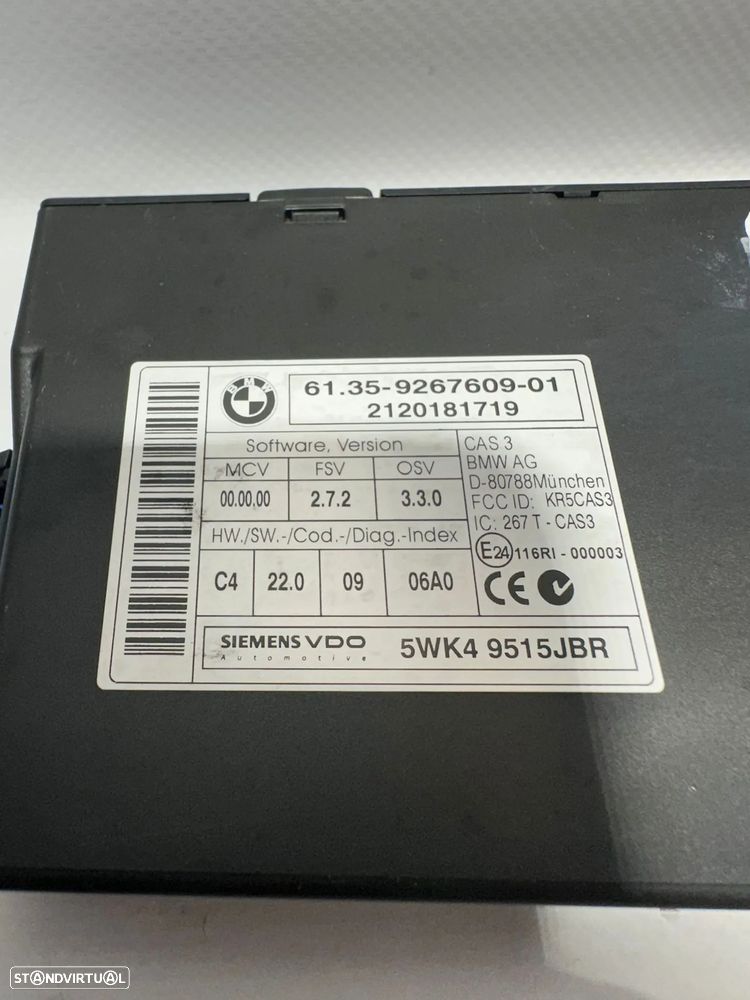 BMW
61.35-9267609-01
2120181719
Software, Version
MCV FSV OSV
00.00.00 2.7.2 3.3.0
HW./SW.-/Cod.-/Diag.-Index
C4 22.0 09 06A0
CAS 3
BMW AG
D-80788München
FCC ID: KR5CAS3
IC: 267 T - CAS3
E24 116RI - 000003
CE
SIEMENS VDO
Automotive
5WK4 9515JBR
STANDVIRTUAL